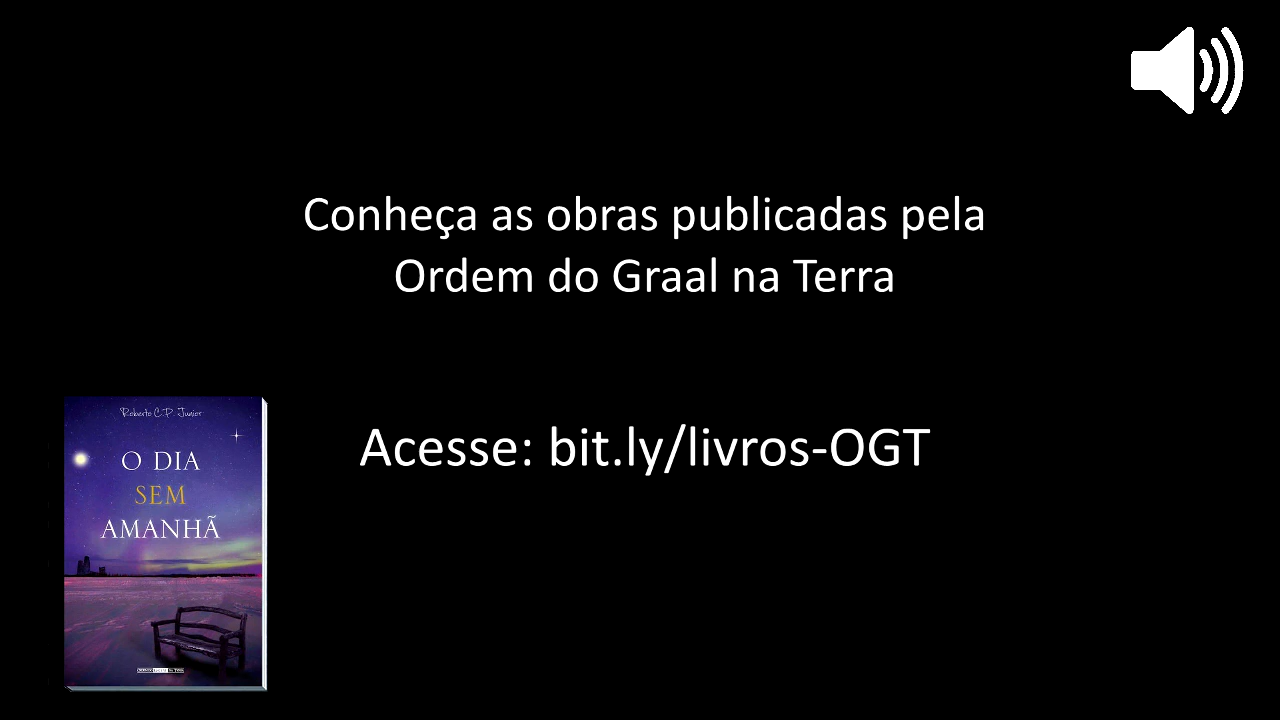 Conheça as obras publicadas pela
Ordem do Graal na Terra
Acesse: bit.ly/livros-OGT
Roberto C.P. Junior
O DIA
SEM
AMANHÃ